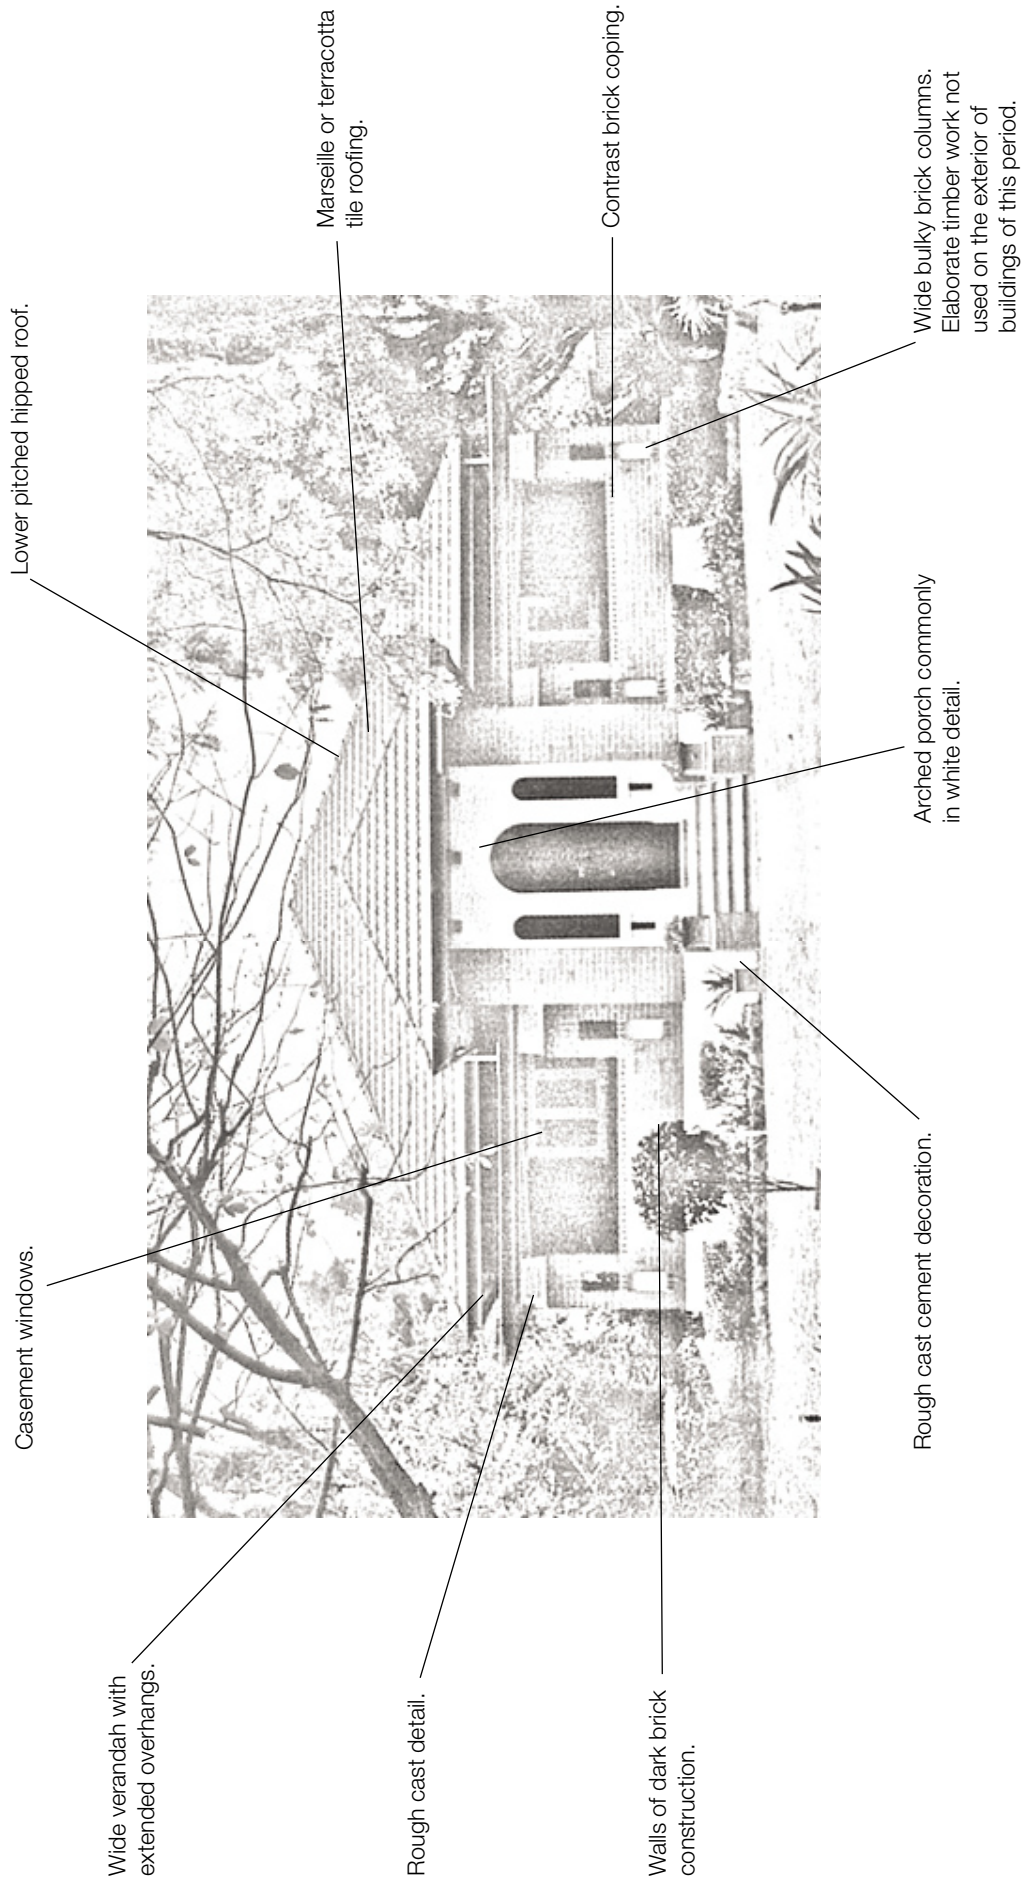 Casement windows.
Lower pitched hipped roof.
Wide verandah with
extended overhangs.
Marseille or terracotta
tile roofing.
Rough cast detail.
Contrast brick coping.
Walls of dark brick
construction.
Rough cast cement decoration.
Arched porch commonly
in white detail.
Wide bulky brick columns.
Elaborate timber work not
used on the exterior of
buildings of this period.